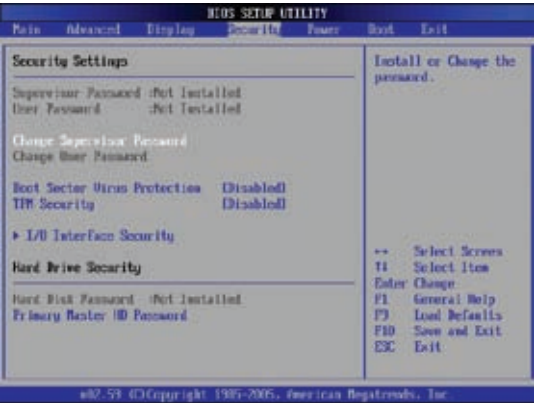 BIOS SETUP UTILITY
Main Advanced Display Security Power Boot Exit
Security Settings
Supervisor Password :Not Installed
User Password :Not Installed
Change Supervisor Password
Change User Password
Boot Sector Virus Protection [Disabled]
TPM Security [Disabled]
▶ I/O Interface Security
Hard Drive Security
Hard Disk Password :Not Installed
Primary Master HD Password
Install or Change the
password.
↔ Select Screen
↑↓ Select Item
Enter Change
F1 General Help
F9 Load Defaults
F10 Save and Exit
ESC Exit
v02.59 (C)Copyright 1985-2005, American Megatrends, Inc.